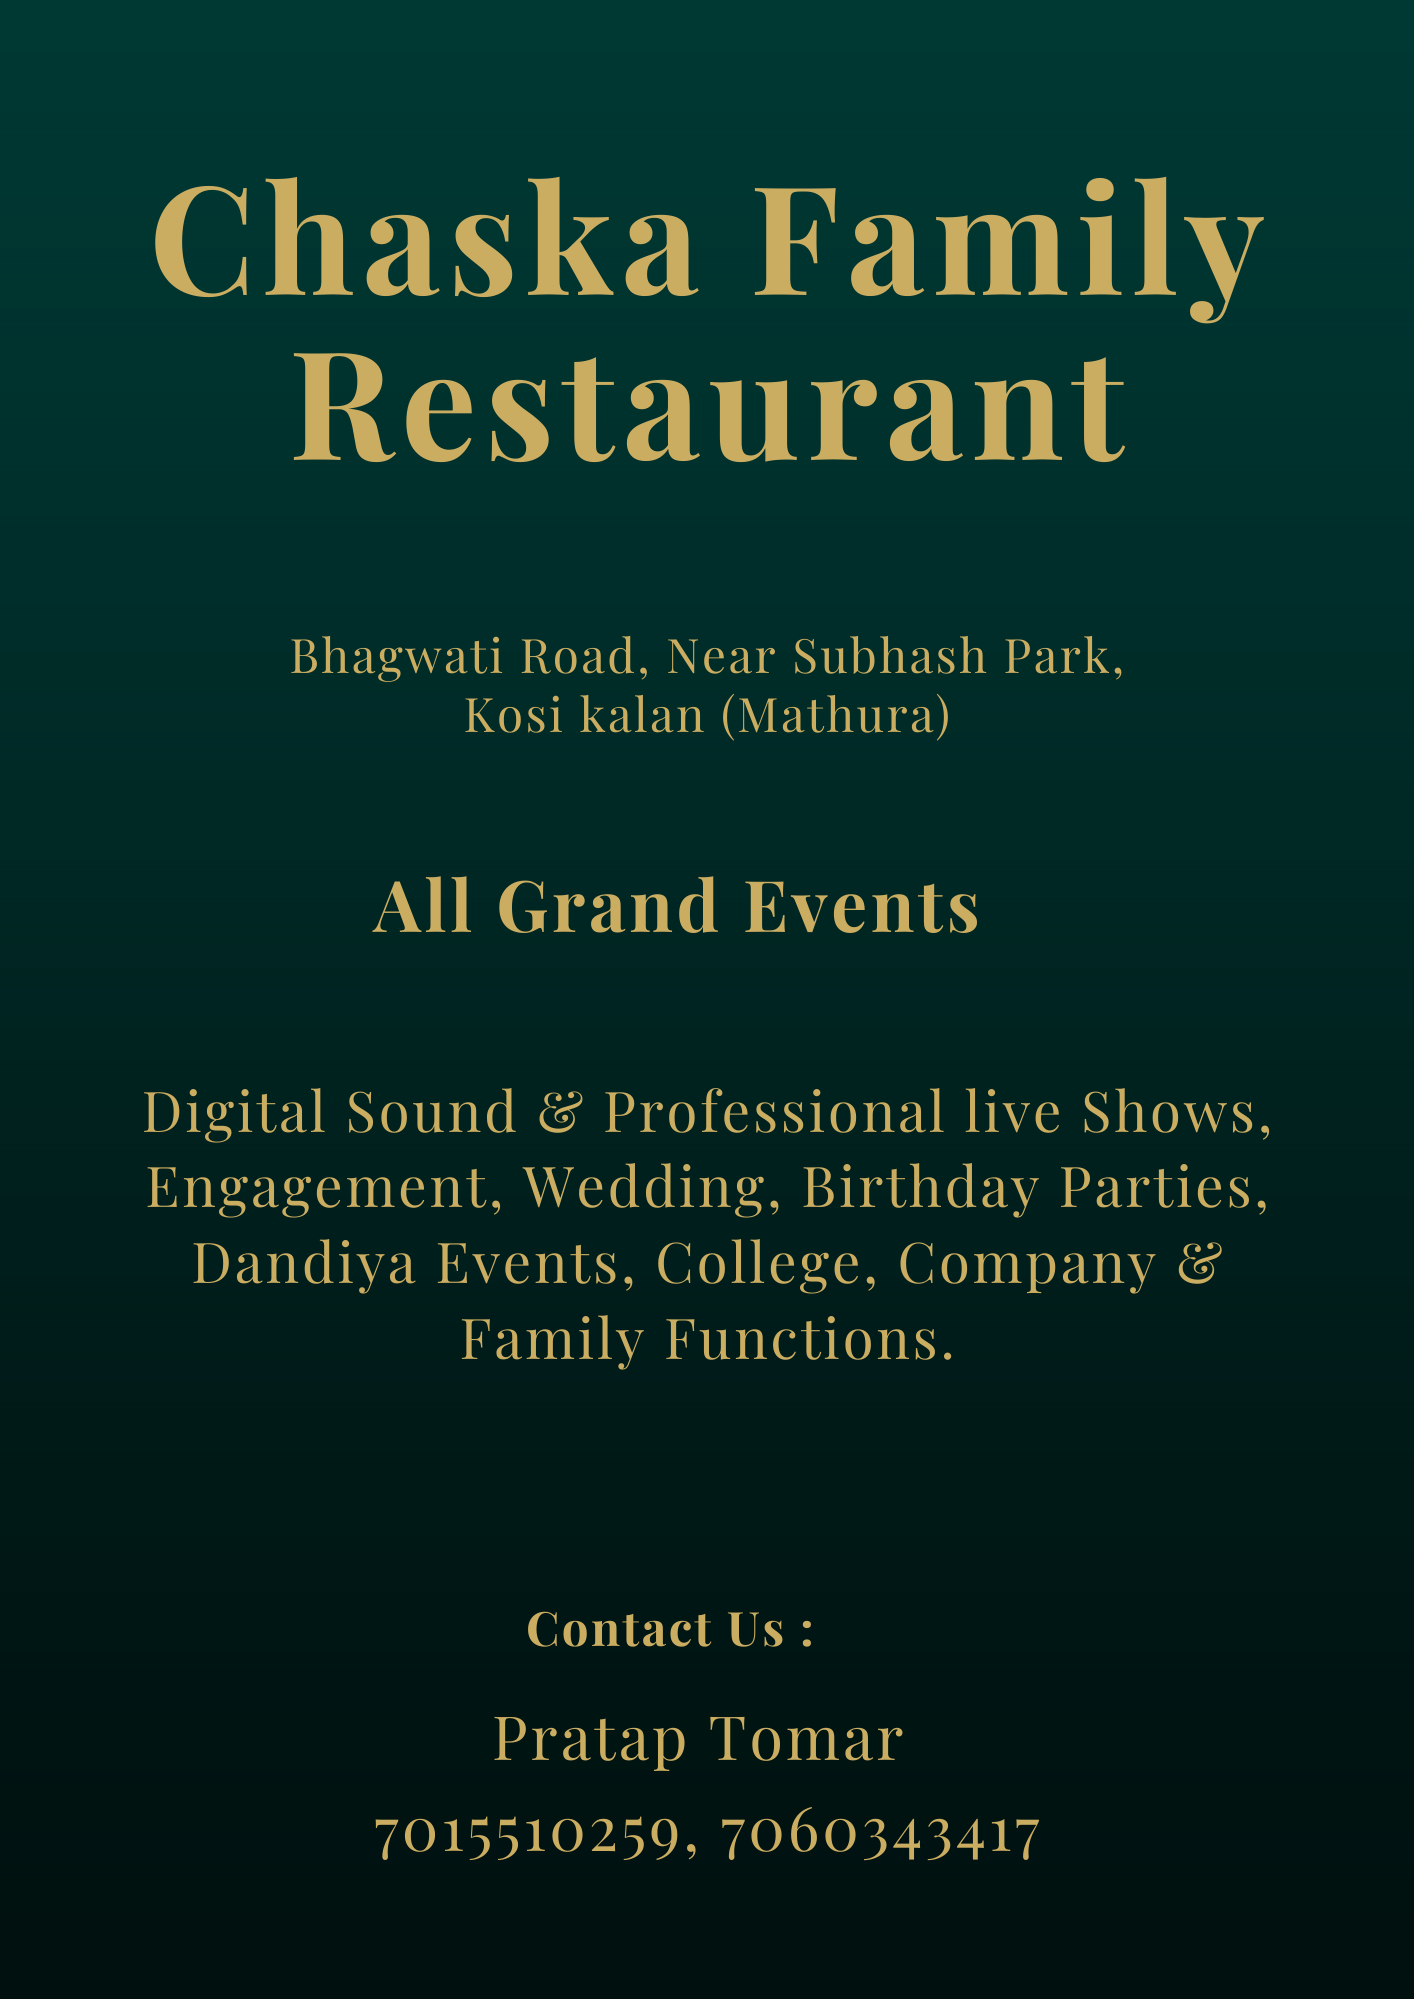 Chaska Family
Restaurant
Bhagwati Road, Near Subhash Park,
Kosi kalan (Mathura)
All Grand Events
Digital Sound & Professional live Shows,
Engagement, Wedding, Birthday Parties,
Dandiya Events, College, Company &
Family Functions.
Contact Us :
Pratap Tomar
7015510259, 7060343417